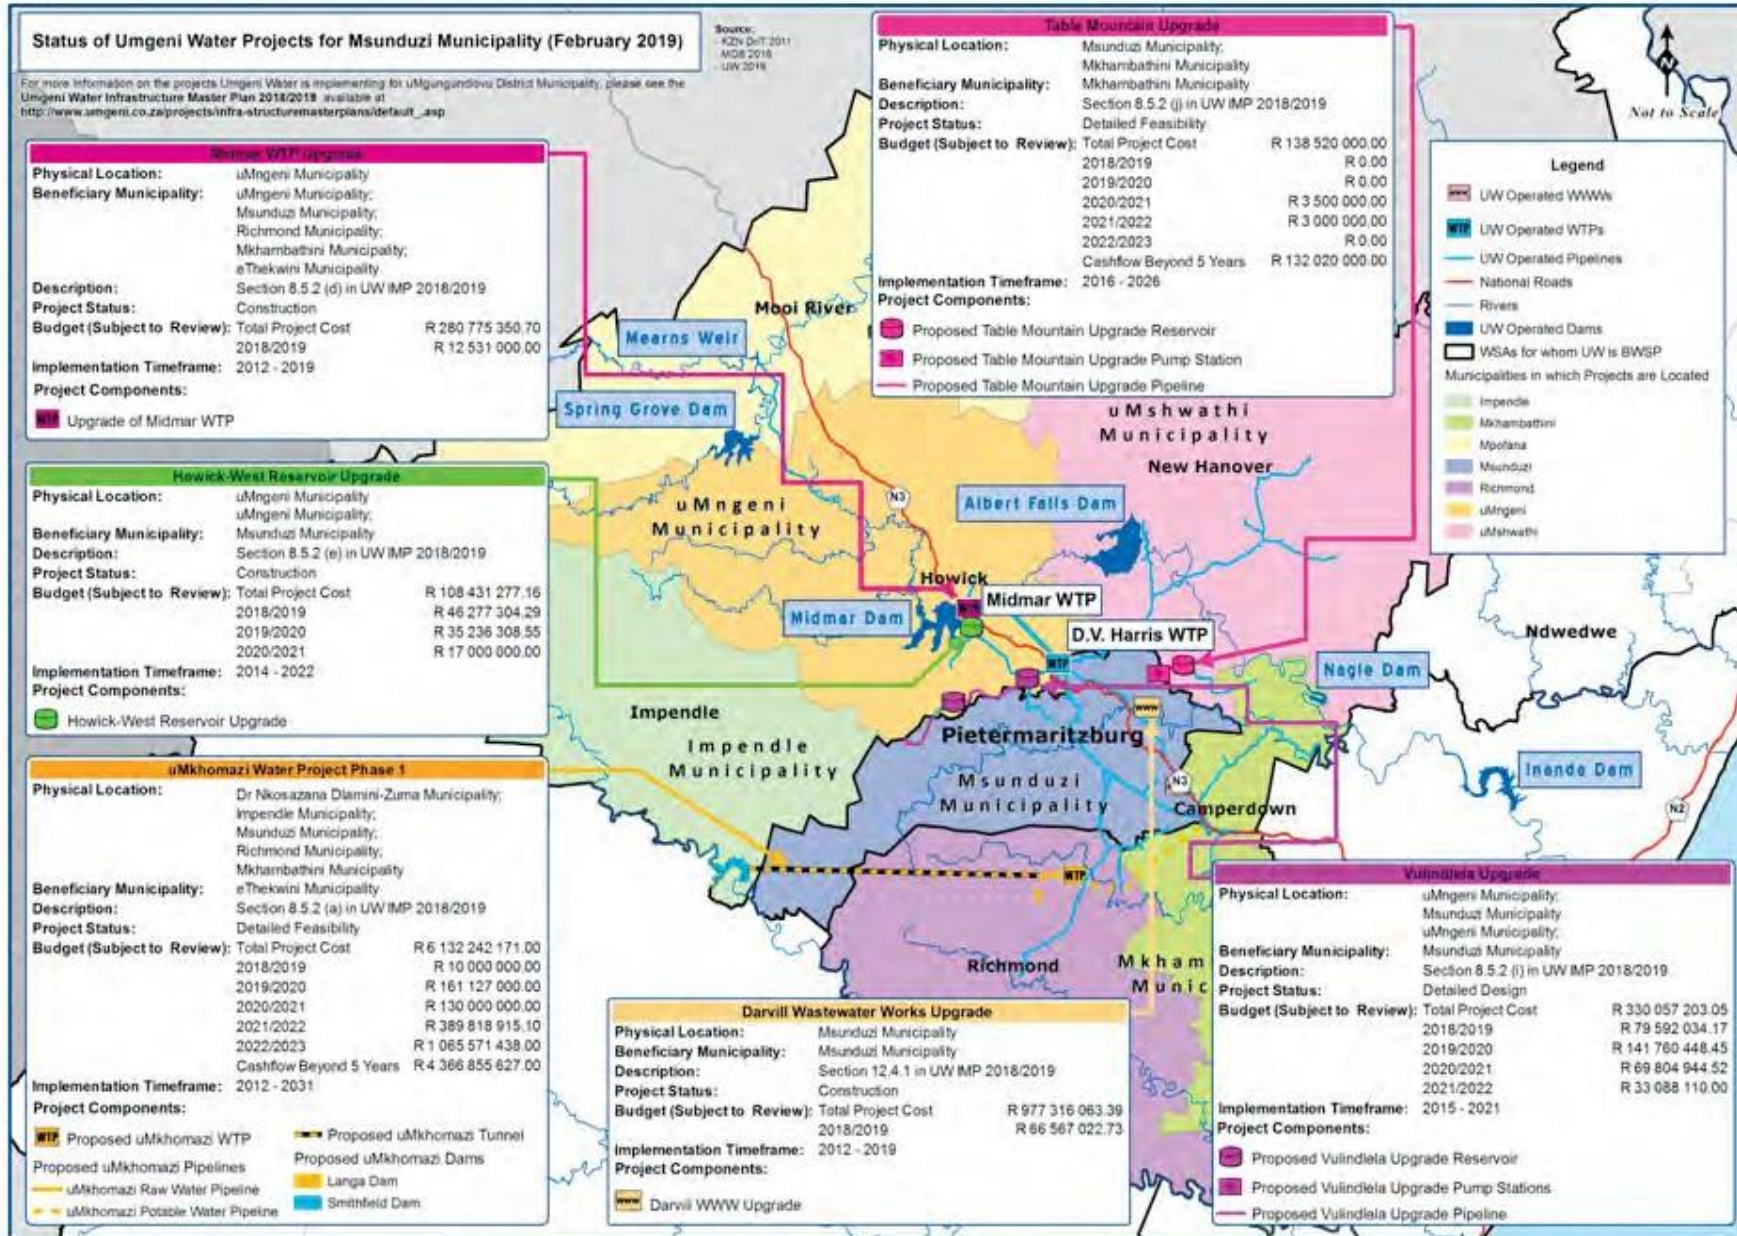 Status of Umgeni Water Projects for Msunduzi Municipality (February 2019)
Source:
- KZN DoT 2011
- MDB 2016
- UW 2018
For more information on the projects Umgeni Water is implementing for uMgungundlovu District Municipality, please see the
Umgeni Water Infrastructure Master Plan 2018/2019 available at
http://www.umgeni.co.za/projects/infra-structuremasterplans/default_.asp
Midmar WTP Upgrade
Physical Location: uMngeni Municipality
Beneficiary Municipality: uMngeni Municipality;
Msunduzi Municipality;
Richmond Municipality;
Mkhambathini Municipality;
eThekwini Municipality
Description: Section 8.5.2 (d) in UW IMP 2018/2019
Project Status: Construction
Budget (Subject to Review): Total Project Cost R 280 775 350.70
2018/2019 R 12 531 000.00
Implementation Timeframe: 2012 - 2019
Project Components:
WTP Upgrade of Midmar WTP
Howick-West Reservoir Upgrade
Physical Location: uMngeni Municipality
uMngeni Municipality;
Beneficiary Municipality: Msunduzi Municipality
Description: Section 8.5.2 (e) in UW IMP 2018/2019
Project Status: Construction
Budget (Subject to Review): Total Project Cost R 108 431 277.16
2018/2019 R 46 277 304.29
2019/2020 R 35 236 308.55
2020/2021 R 17 000 000.00
Implementation Timeframe: 2014 - 2022
Project Components:
Howick-West Reservoir Upgrade
uMkhomazi Water Project Phase 1
Physical Location: Dr Nkosazana Dlamini-Zuma Municipality;
Impendle Municipality;
Msunduzi Municipality;
Richmond Municipality;
Mkhambathini Municipality
Beneficiary Municipality: eThekwini Municipality
Description: Section 8.5.2 (a) in UW IMP 2018/2019
Project Status: Detailed Feasibility
Budget (Subject to Review): Total Project Cost R 6 132 242 171.00
2018/2019 R 10 000 000.00
2019/2020 R 161 127 000.00
2020/2021 R 130 000 000.00
2021/2022 R 389 818 915.10
2022/2023 R 1 065 571 438.00
Cashflow Beyond 5 Years R 4 366 855 627.00
Implementation Timeframe: 2012 - 2031
Project Components:
WTP Proposed uMkhomazi WTP
Proposed uMkhomazi Pipelines
uMkhomazi Raw Water Pipeline
uMkhomazi Potable Water Pipeline
Proposed uMkhomazi Tunnel
Proposed uMkhomazi Dams
Langa Dam
Smithfield Dam
Table Mountain Upgrade
Physical Location: Msunduzi Municipality;
Mkhambathini Municipality
Beneficiary Municipality: Mkhambathini Municipality
Description: Section 8.5.2 (j) in UW IMP 2018/2019
Project Status: Detailed Feasibility
Budget (Subject to Review): Total Project Cost R 138 520 000.00
2018/2019 R 0.00
2019/2020 R 0.00
2020/2021 R 3 500 000.00
2021/2022 R 3 000 000.00
2022/2023 R 0.00
Cashflow Beyond 5 Years R 132 020 000.00
Implementation Timeframe: 2016 - 2026
Project Components:
Proposed Table Mountain Upgrade Reservoir
Proposed Table Mountain Upgrade Pump Station
Proposed Table Mountain Upgrade Pipeline
N
Not to Scale
Legend
www UW Operated WWWs
WTP UW Operated WTPs
UW Operated Pipelines
National Roads
Rivers
UW Operated Dams
WSAs for whom UW is BWSP
Municipalities in which Projects are Located
Impendle
Mkhambathini
Mpofana
Msunduzi
Richmond
uMngeni
uMshwathi
Mooi River
Mearns Weir
Spring Grove Dam
uMshwathi
Municipality
New Hanover
N3
uMngeni
Municipality
Albert Falls Dam
Howick
WTP Midmar WTP
Midmar Dam
D.V. Harris WTP
WTP
Ndwedwe
Nagle Dam
Impendle
www
Pietermaritzburg
Impendle
Municipality
Msunduzi
Municipality
N3
Inanda Dam
Camperdown
N2
WTP
Richmond
Mkham
Munic
Darvill Wastewater Works Upgrade
Physical Location: Msunduzi Municipality
Beneficiary Municipality: Msunduzi Municipality
Description: Section 12.4.1 in UW IMP 2018/2019
Project Status: Construction
Budget (Subject to Review): Total Project Cost R 977 316 063.39
2018/2019 R 66 567 022.73
Implementation Timeframe: 2012 - 2019
Project Components:
www Darvill WWW Upgrade
Vulindlela Upgrade
Physical Location: uMngeni Municipality;
Msunduzi Municipality
uMngeni Municipality;
Beneficiary Municipality: Msunduzi Municipality
Description: Section 8.5.2 (i) in UW IMP 2018/2019
Project Status: Detailed Design
Budget (Subject to Review): Total Project Cost R 330 057 203.05
2018/2019 R 79 592 034.17
2019/2020 R 141 760 448.45
2020/2021 R 69 804 944.52
2021/2022 R 33 088 110.00
Implementation Timeframe: 2015 - 2021
Project Components:
Proposed Vulindlela Upgrade Reservoir
Proposed Vulindlela Upgrade Pump Stations
Proposed Vulindlela Upgrade Pipeline